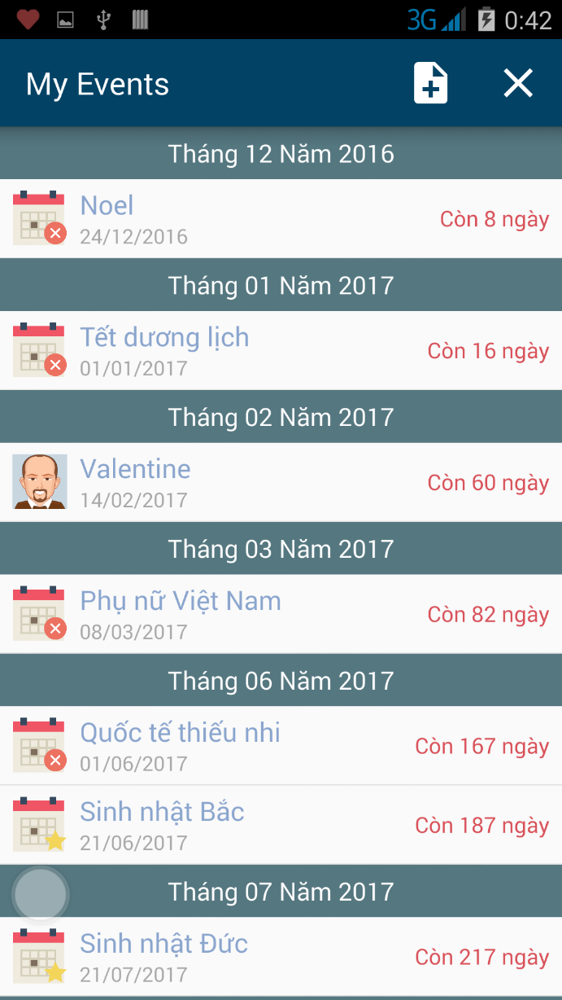 3G 0:42
My Events
Tháng 12 Năm 2016
Noel
24/12/2016
Còn 8 ngày
Tháng 01 Năm 2017
Tết dương lịch
01/01/2017
Còn 16 ngày
Tháng 02 Năm 2017
Valentine
14/02/2017
Còn 60 ngày
Tháng 03 Năm 2017
Phụ nữ Việt Nam
08/03/2017
Còn 82 ngày
Tháng 06 Năm 2017
Quốc tế thiếu nhi
01/06/2017
Còn 167 ngày
Sinh nhật Bắc
21/06/2017
Còn 187 ngày
Tháng 07 Năm 2017
Sinh nhật Đức
21/07/2017
Còn 217 ngày